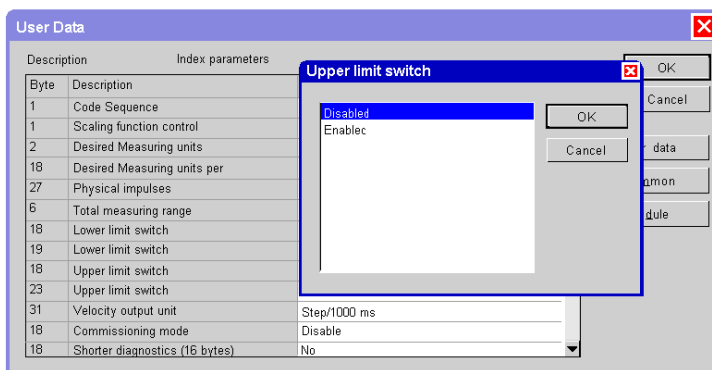 User Data
Description Index parameters
Upper limit switch
OK
Cancel
Byte Description
1 Code Sequence
1 Scaling function control
2 Desired Measuring units
18 Desired Measuring units per
27 Physical impulses
6 Total measuring range
18 Lower limit switch
19 Lower limit switch
18 Upper limit switch
23 Upper limit switch
31 Velocity output unit Step/1000 ms
18 Commissioning mode Disable
18 Shorter diagnostics (16 bytes) No
Disabled
Enabled
OK
Cancel
data
mmon
dule